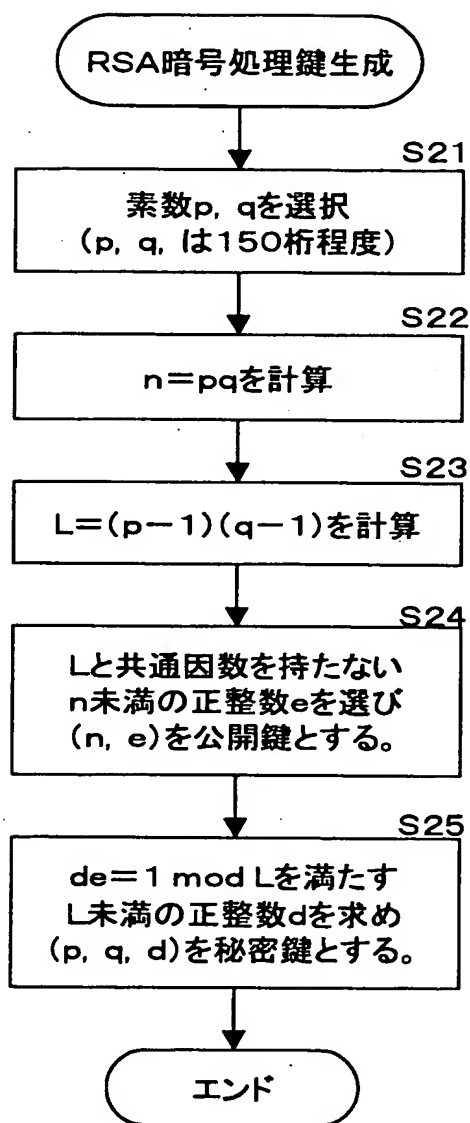 RSA暗号処理鍵生成
S21
素数p, qを選択
(p, q, は150桁程度)
S22
n=pqを計算
S23
L=(p-1)(q-1)を計算
S24
Lと共通因数を持たない
n未満の正整数eを選び
(n, e)を公開鍵とする。
S25
de=1 mod Lを満たす
L未満の正整数dを求め
(p, q, d)を秘密鍵とする。
エンド